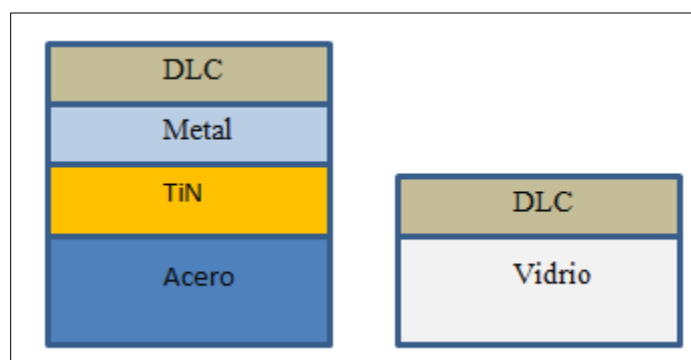 DLC
Metal
TiN
Acero
DLC
Vidrio